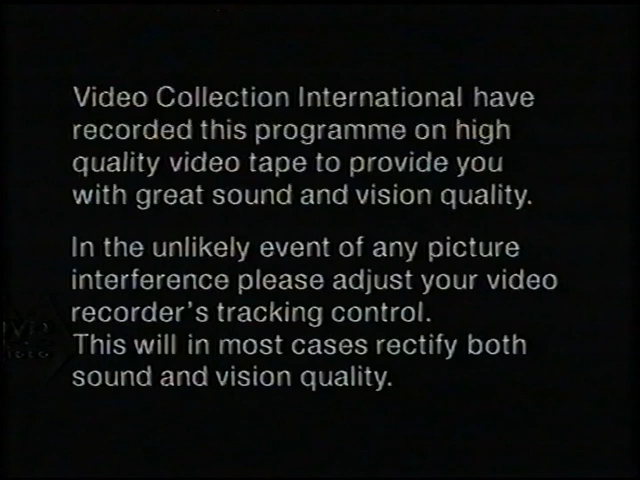 Video Collection International have
recorded this programme on high
quality video tape to provide you
with great sound and vision quality.
In the unlikely event of any picture
interference please adjust your video
recorder's tracking control.
This will in most cases rectify both
sound and vision quality.